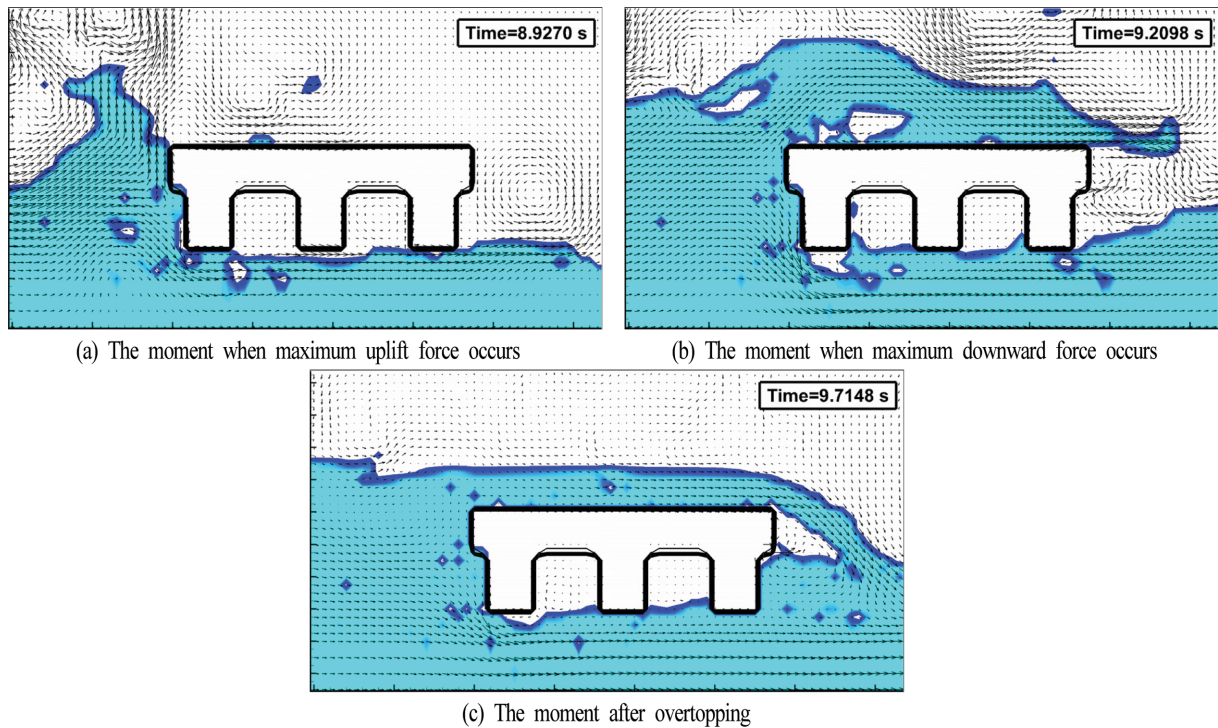 Time=8.9270 s
Time=9.2098 s
(a) The moment when maximum uplift force occurs
(b) The moment when maximum downward force occurs
Time=9.7148 s
(c) The moment after overtopping